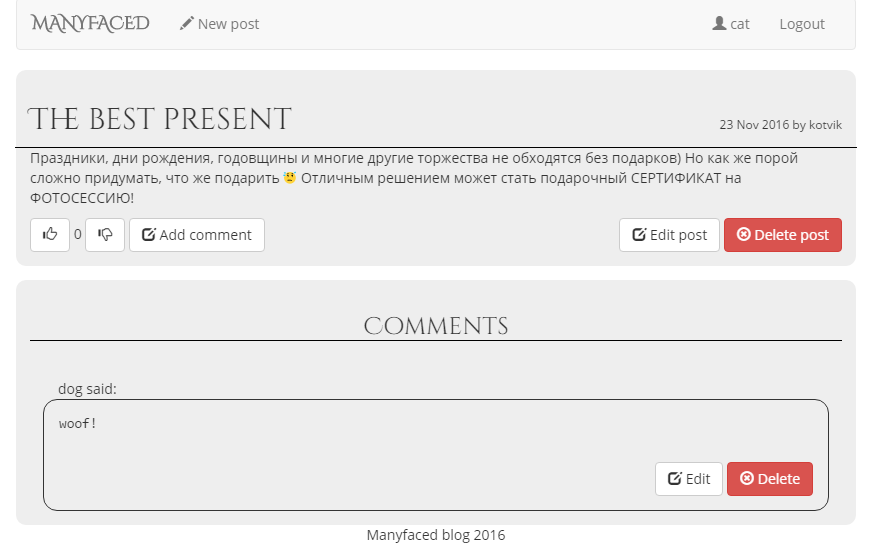 MANYFACED New post cat Logout
THE BEST PRESENT
23 Nov 2016 by kotvik
Праздники, дни рождения, годовщины и многие другие торжества не обходятся без подарков) Но как же порой
сложно придумать, что же подарить 😇 Отличным решением может стать подарочный СЕРТИФИКАТ на
ФОТОСЕССИЮ!
0 Add comment Edit post Delete post
COMMENTS
dog said:
woof!
Edit Delete
Manyfaced blog 2016